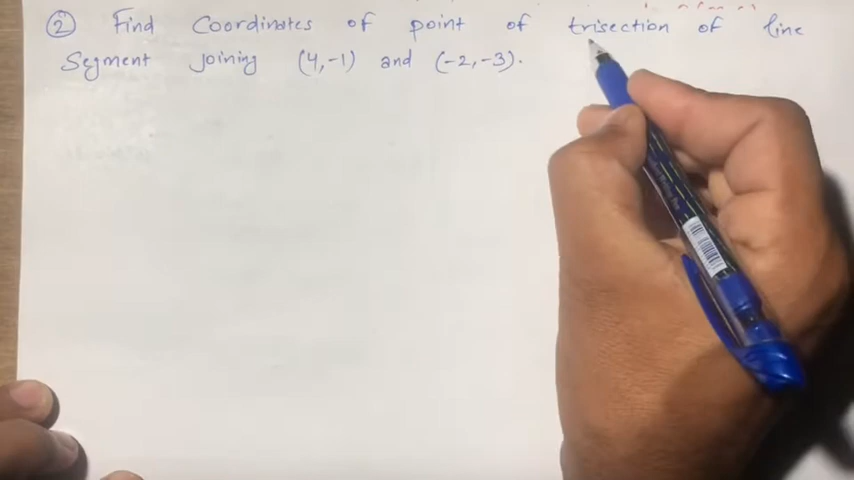 ② Find Coordinates of point of trisection of line
Segment joining (4,-1) and (-2,-3).